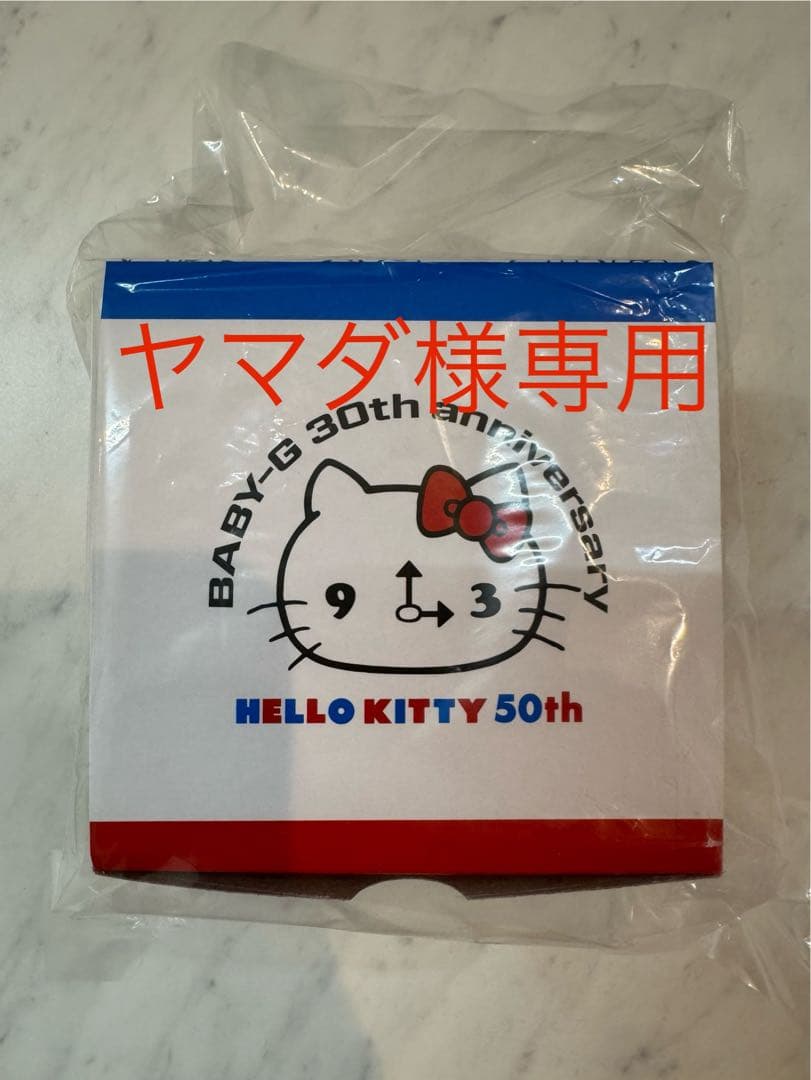 ヤマダ様専用
BABY-G 30th anniversary
9 3
HELLO KITTY 50th